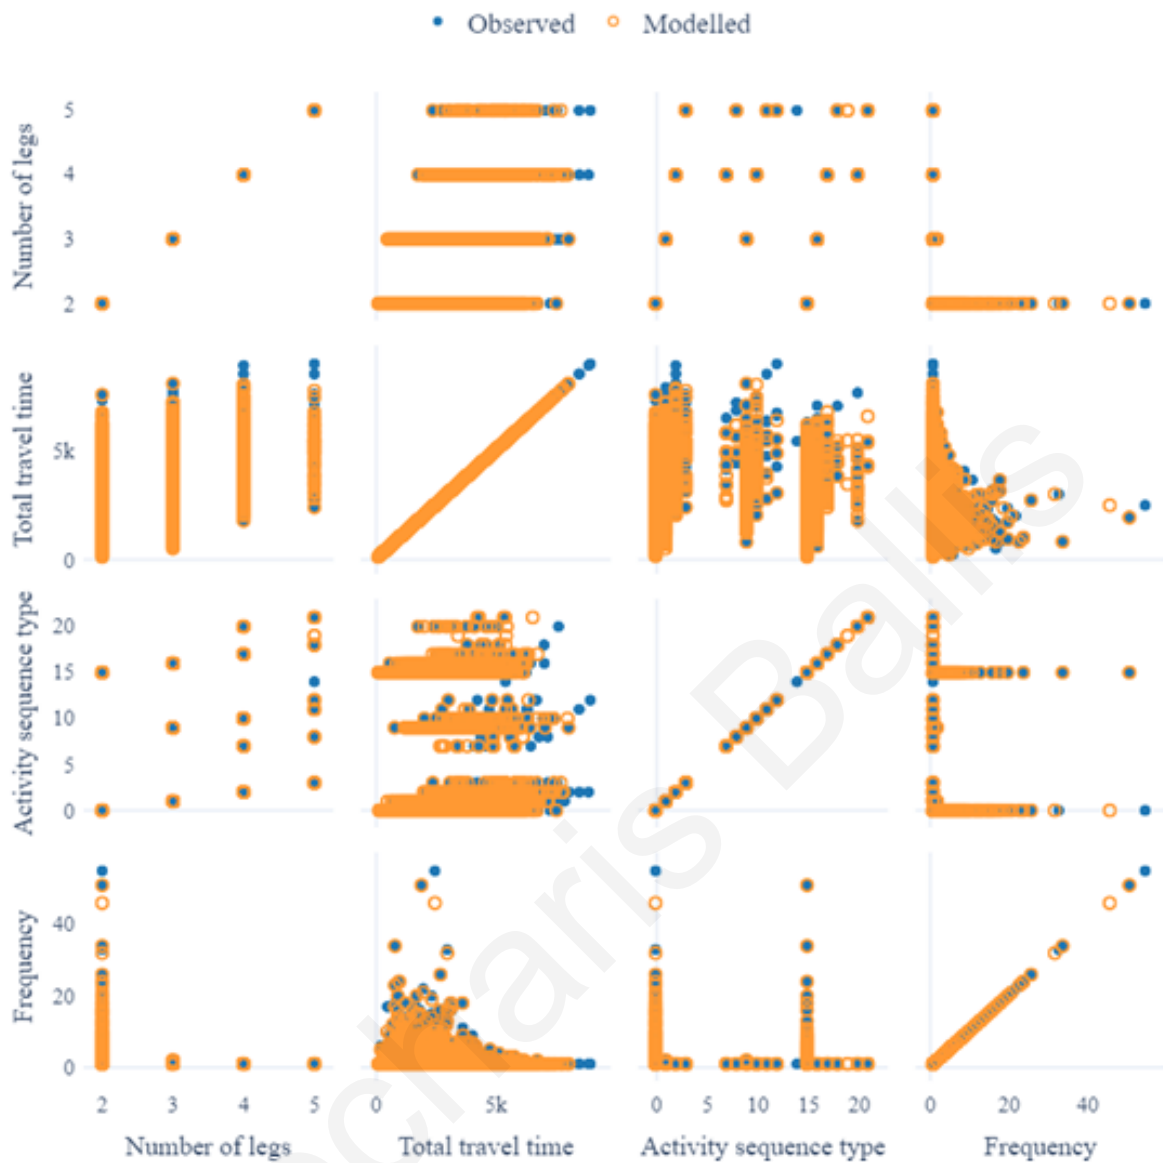 Observed Modelled
Number of legs
5
4
3
2
Total travel time
5k
0
Activity sequence type
20
15
10
5
0
Frequency
40
20
0
2 3 4 5 0 5k 0 5 10 15 20 0 20 40
Number of legs Total travel time Activity sequence type Frequency
charis Ballis